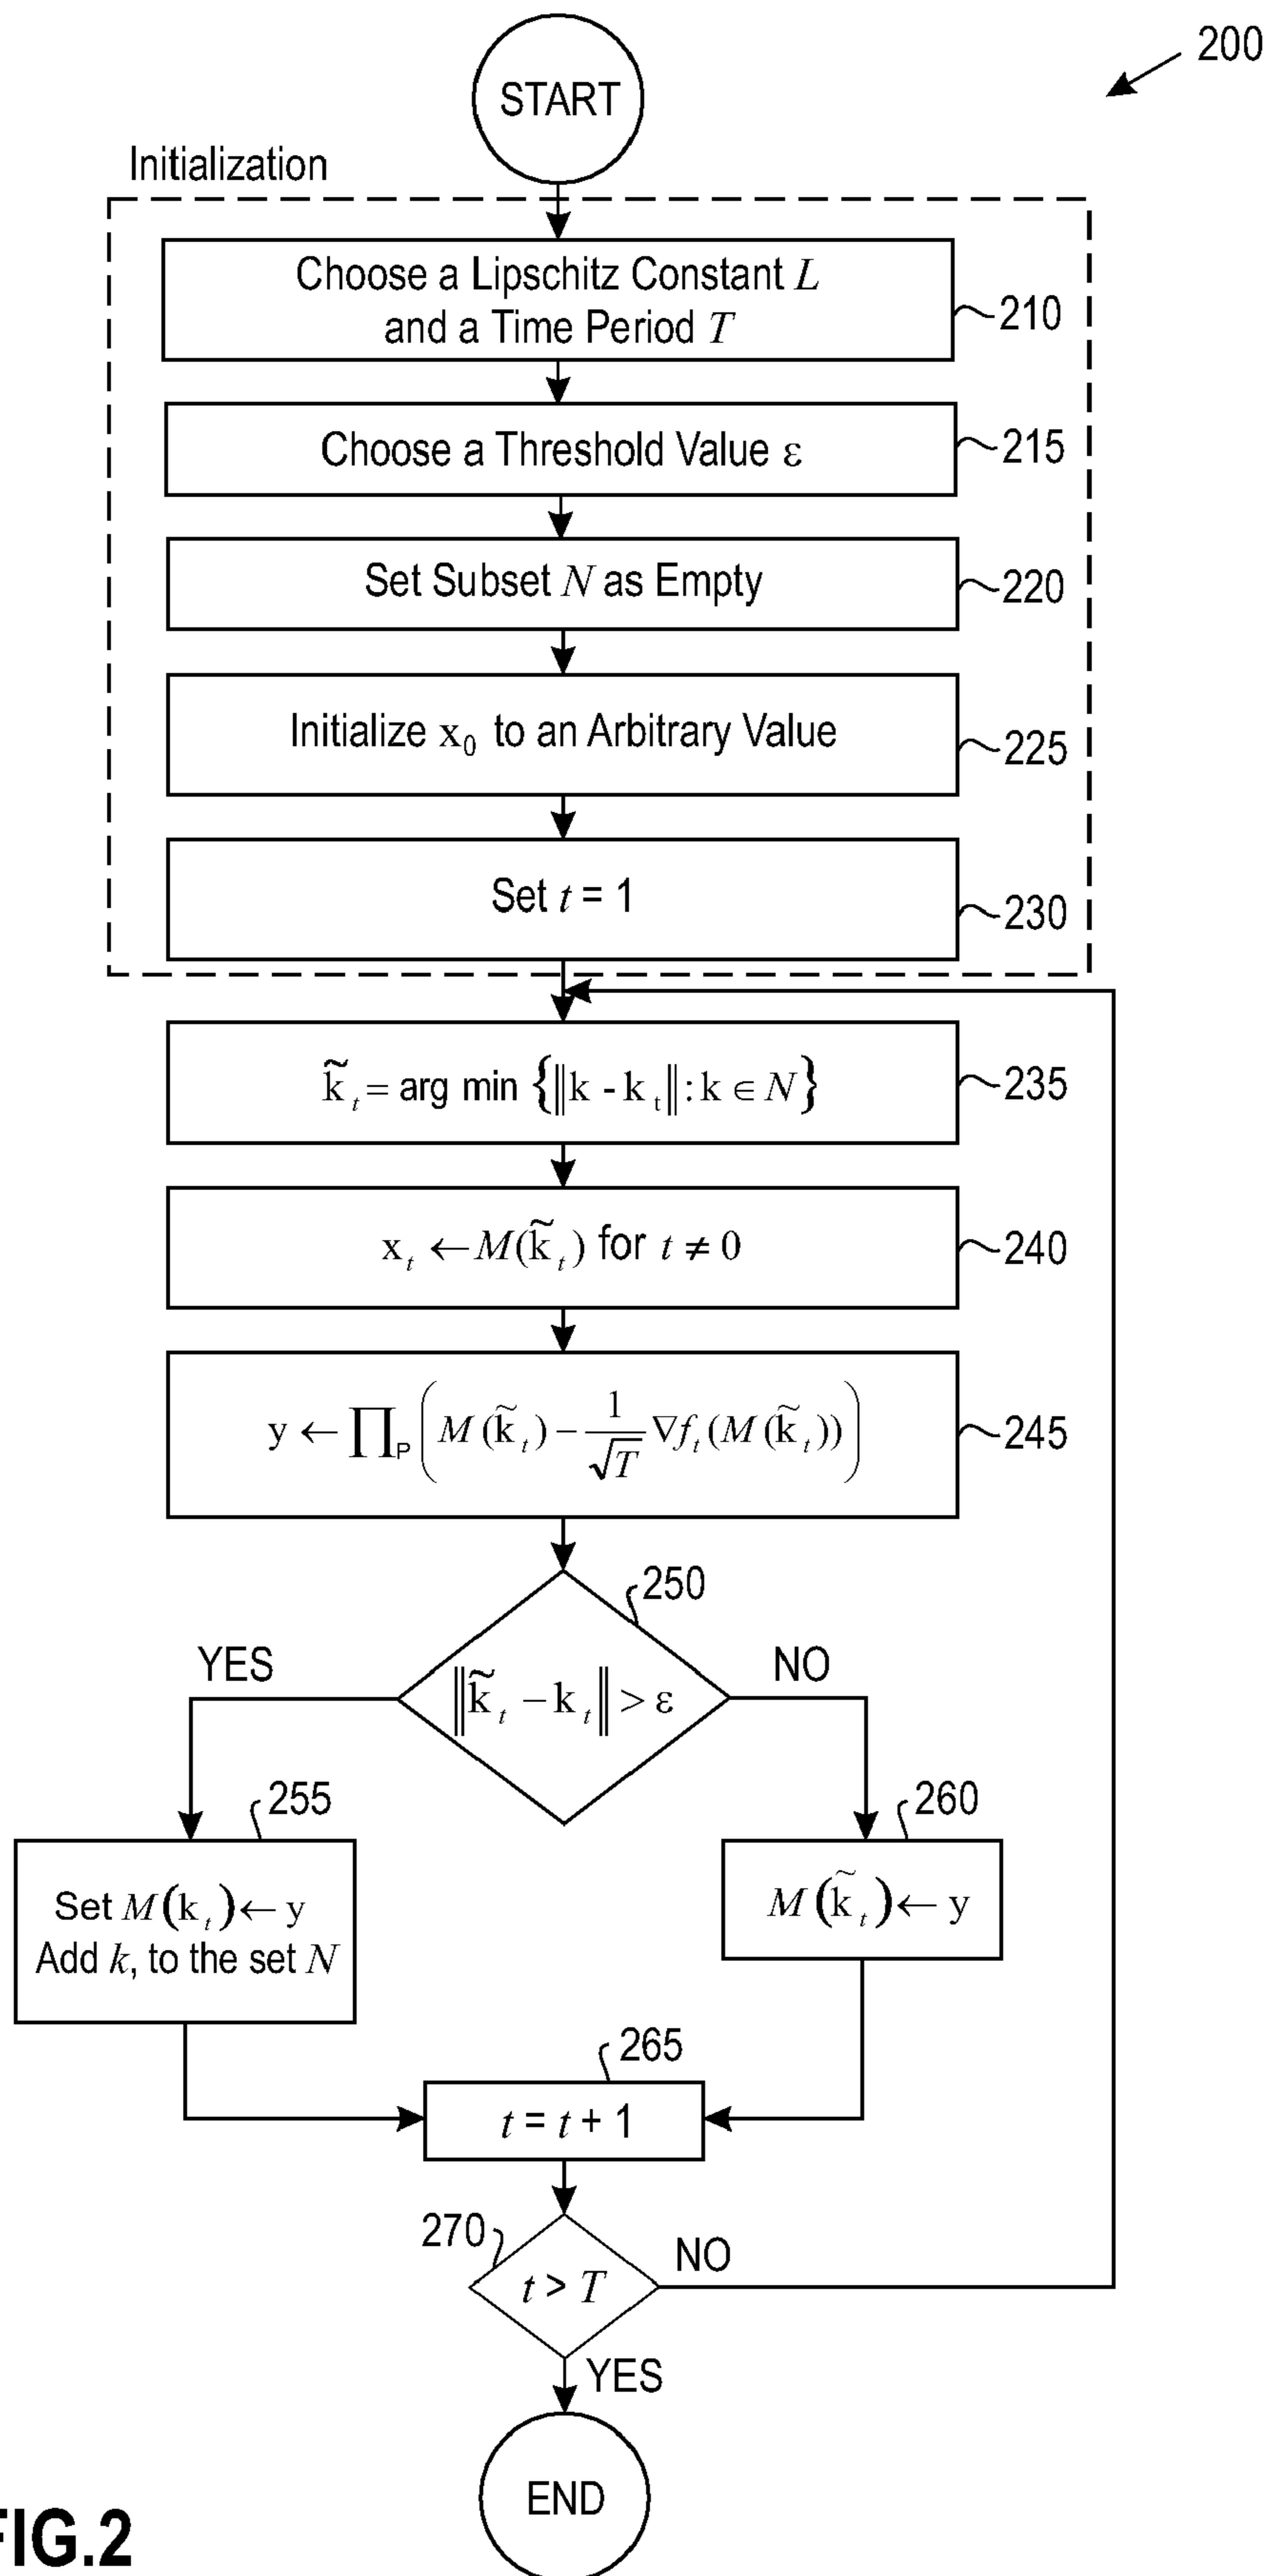 200
START
Initialization
Choose a Lipschitz Constant L
and a Time Period T
210
Choose a Threshold Value ε
215
Set Subset N as Empty
220
Initialize x₀ to an Arbitrary Value
225
Set t = 1
230
k̃ₜ = arg min {‖k - kₜ‖ : k ∈ N}
235
xₜ ← M(k̃ₜ) for t ≠ 0
240
y ← ∏ₚ (M(k̃ₜ) − 1/√T ∇fₜ(M(k̃ₜ)))
245
250
YES
NO
‖k̃ₜ − kₜ‖ > ε
255
260
Set M(kₜ) ← y
Add k, to the set N
M(k̃ₜ) ← y
265
t = t + 1
270
NO
t > T
YES
END
FIG.2